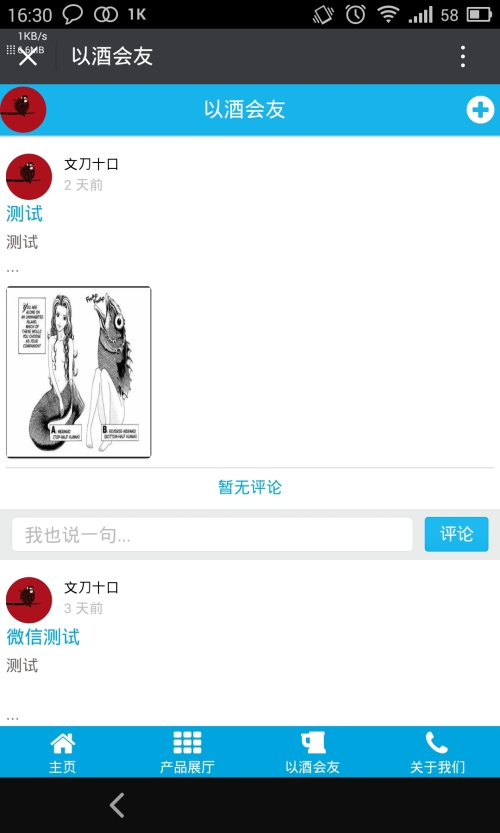 16:30
1K
58
1KB/s
6.6MB
以酒会友
以酒会友
文刀十口
2 天前
测试
测试
...
YOU ARE
ALONE ON
AN UNINHABITED
ISLAND.
WHICH OF
THESE WOULD
YOU CHOOSE
AS YOUR
COMPANION?
A: MERMAID
(TOP-HALF HUMAN)
B: REVERSED MERMAID
(BOTTOM-HALF HUMAN)
暂无评论
我也说一句...
评论
文刀十口
3 天前
微信测试
测试
...
主页
产品展厅
以酒会友
关于我们